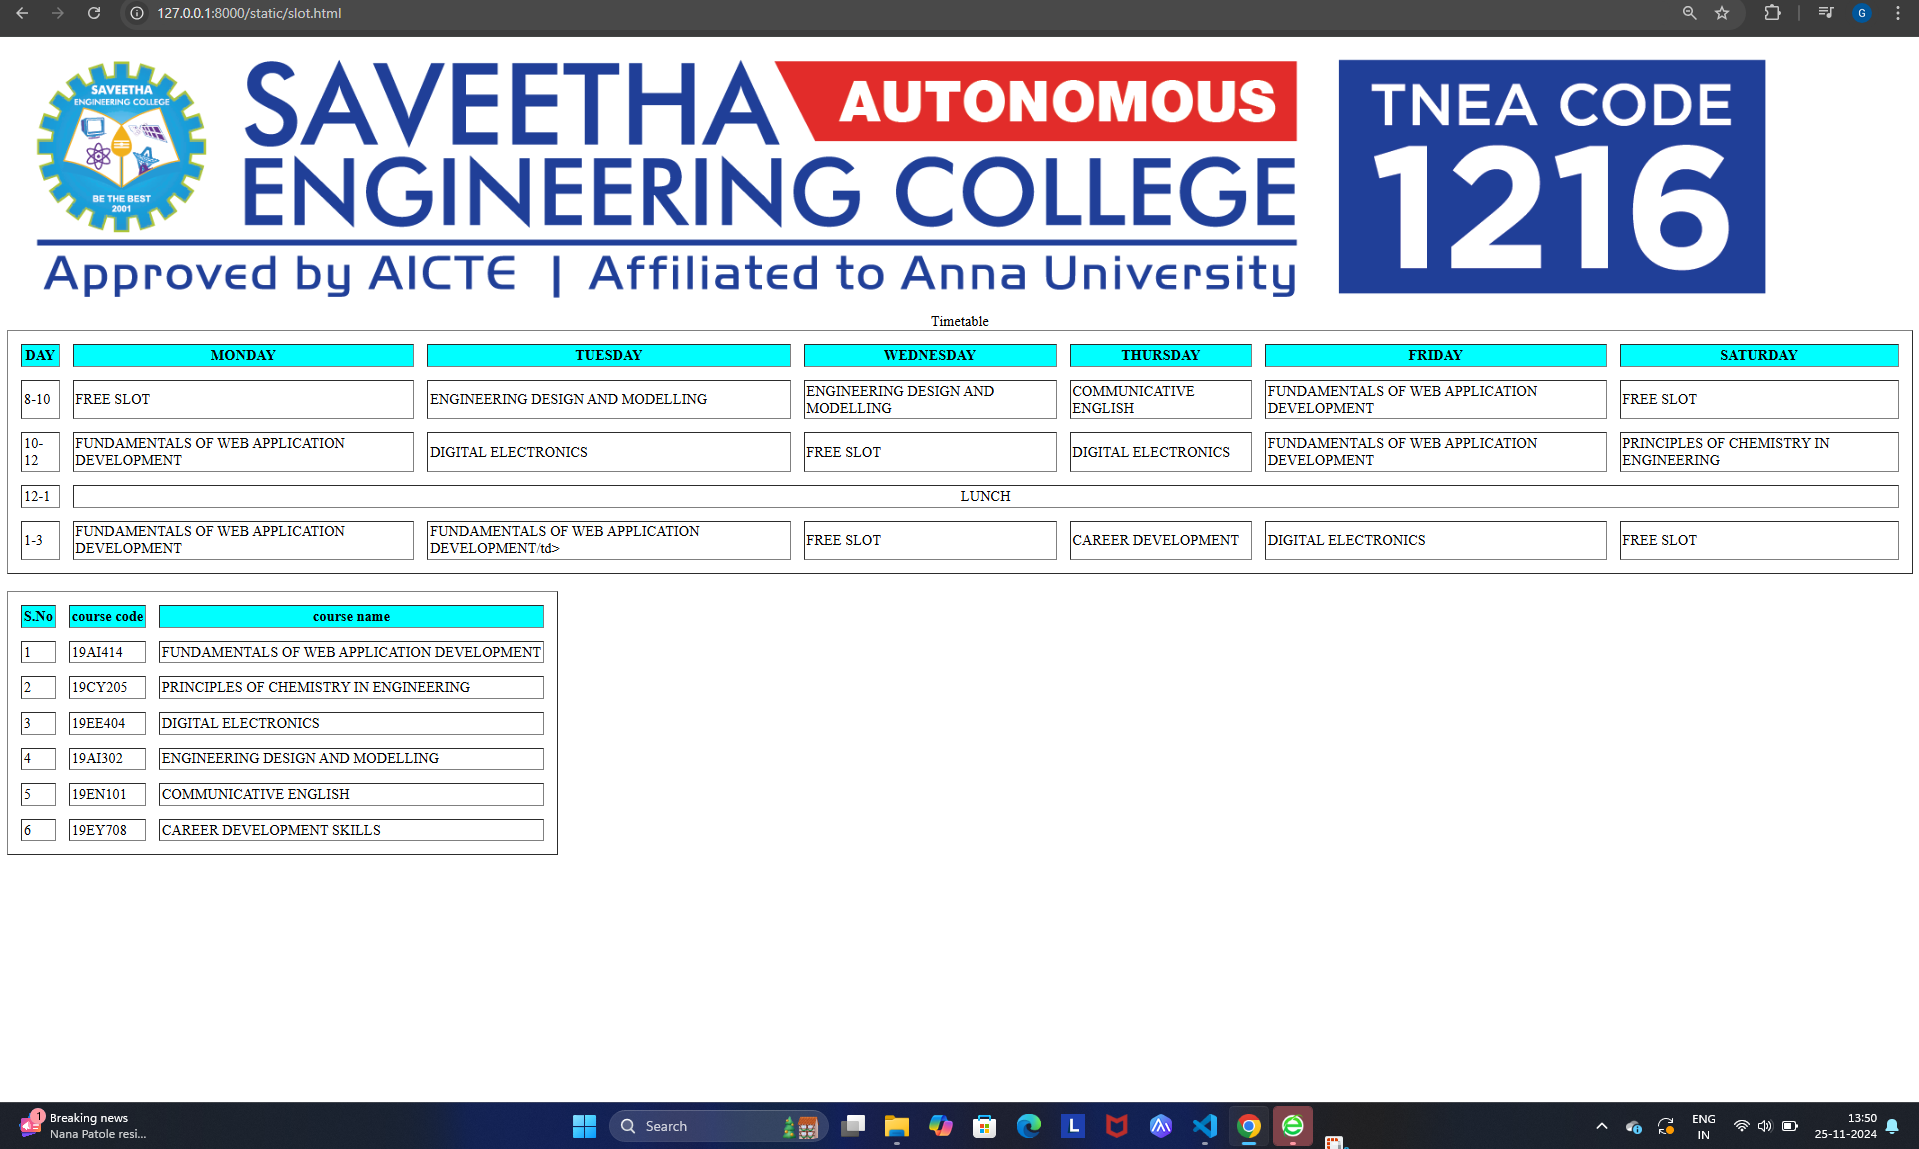 127.0.0.1:8000/static/slot.html
G
SAVEETHA
ENGINEERING COLLEGE
BE THE BEST
2001
SAVEETHA
AUTONOMOUS
ENGINEERING COLLEGE
Approved by AICTE | Affiliated to Anna University
TNEA CODE
1216
Timetable
DAY MONDAY TUESDAY WEDNESDAY THURSDAY FRIDAY SATURDAY
8-10 FREE SLOT ENGINEERING DESIGN AND MODELLING ENGINEERING DESIGN AND MODELLING COMMUNICATIVE ENGLISH FUNDAMENTALS OF WEB APPLICATION DEVELOPMENT FREE SLOT
10-12 FUNDAMENTALS OF WEB APPLICATION DEVELOPMENT DIGITAL ELECTRONICS FREE SLOT DIGITAL ELECTRONICS FUNDAMENTALS OF WEB APPLICATION DEVELOPMENT PRINCIPLES OF CHEMISTRY IN ENGINEERING
12-1 LUNCH
1-3 FUNDAMENTALS OF WEB APPLICATION DEVELOPMENT FUNDAMENTALS OF WEB APPLICATION DEVELOPMENT/td> FREE SLOT CAREER DEVELOPMENT DIGITAL ELECTRONICS FREE SLOT
S.No course code course name
1 19AI414 FUNDAMENTALS OF WEB APPLICATION DEVELOPMENT
2 19CY205 PRINCIPLES OF CHEMISTRY IN ENGINEERING
3 19EE404 DIGITAL ELECTRONICS
4 19AI302 ENGINEERING DESIGN AND MODELLING
5 19EN101 COMMUNICATIVE ENGLISH
6 19EY708 CAREER DEVELOPMENT SKILLS
1
Breaking news
Nana Patole resi...
Search
L
ENG
IN
13:50
25-11-2024